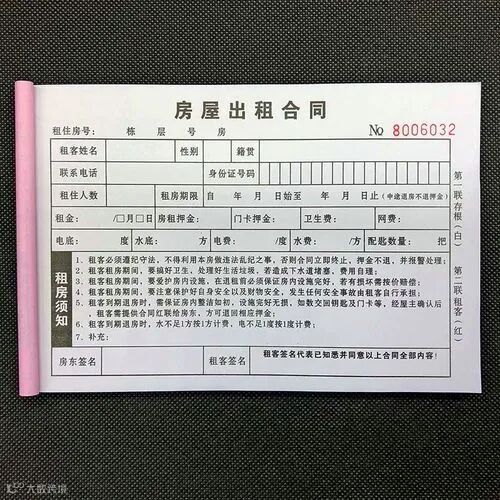 房屋出租合同
租住房号： 栋 层 号 房 No 8006032
租客姓名 性别 籍贯
联系电话 身份证号码
租住人数 租房期限 自 年 月 日始至 年 月 日止 (中途退房不退押金)
租金： /□月□日 房租押金： 门卡押金： 卫生费： 网费：
电底： 度 水底： 方 电费： /度 水费： /方 配匙数量： 把
租房须知
1、租客必须遵纪守法，不得利用本房做违法乱纪之事，否则合同立即终止，押金不退，并报警处理；
2、租客租房期间，要搞好卫生，处理好生活垃圾，若造成下水道堵塞，费用自理；
3、租客租房期间，要爱护房内设施，在退租前必须保证房内设施完好，若有损坏需按价赔偿；
4、租客租房期间，要注意保护好自身安全以及财物安全，发生任何安全事故由租客自行承担；
5、租客到期退房时，需保证房内整洁如初，设施完好无损，如数交回钥匙及门卡等，经屋主确认后
，租客需提供合同红联给房东，方可退回相应押金；
6、租客到期退房时，水不足1方按1方计费，电不足1度按1度计费；
7、补充：
房东签名 租客签名 租客签名代表已知悉并同意以上合同全部内容！
第一联存根（白） 第二联租客（红）
大数跨境